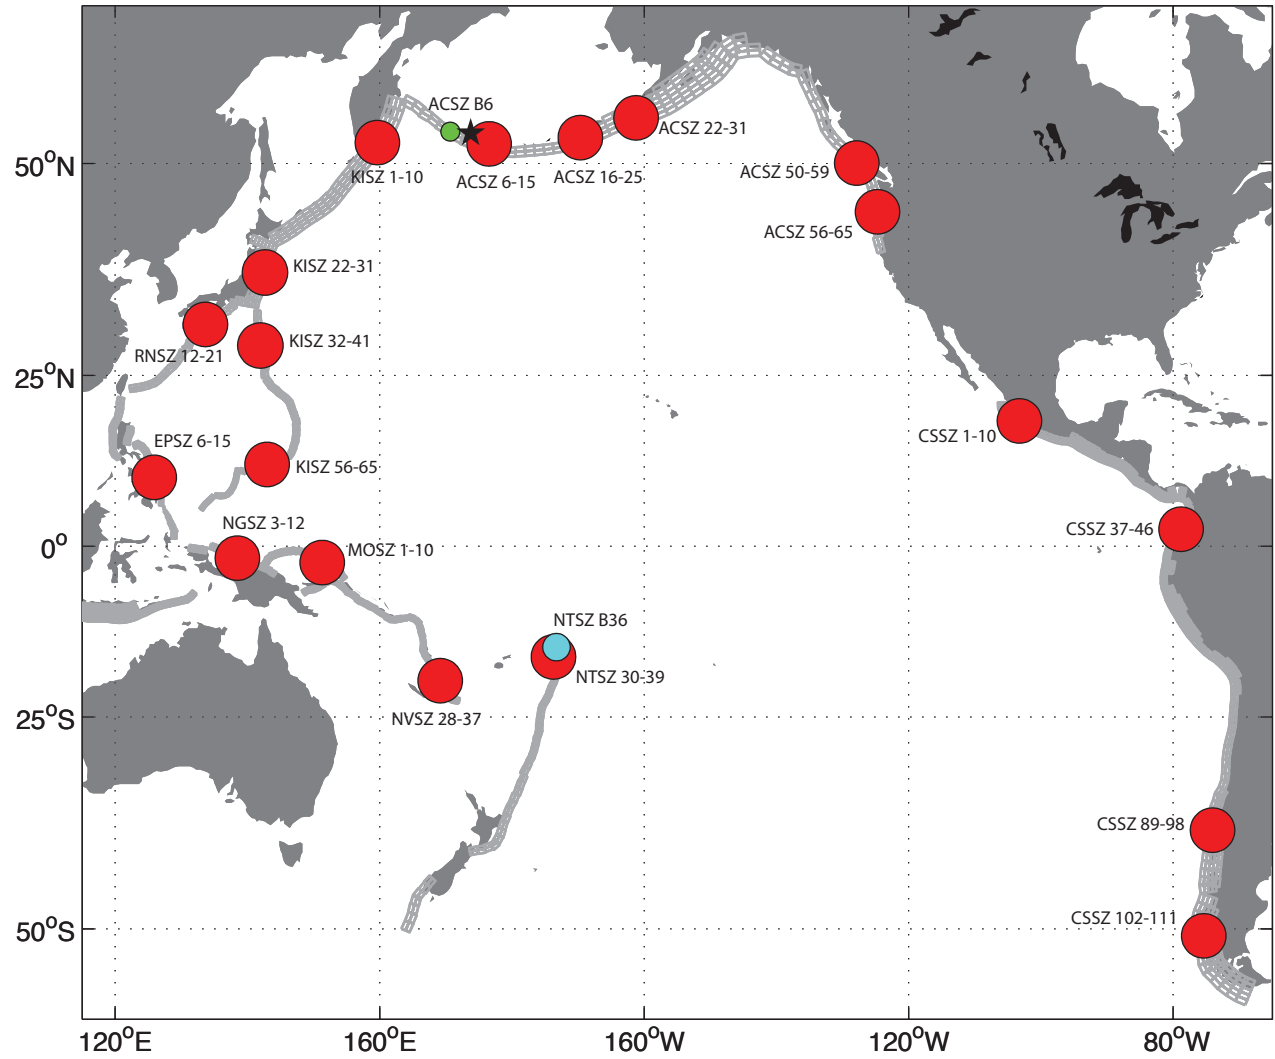 ACSZ B6
ACSZ 22-31
50°N
KISZ 1-10
ACSZ 6-15
ACSZ 16-25
ACSZ 50-59
ACSZ 56-65
KISZ 22-31
RNSZ 12-21
KISZ 32-41
25°N
EPSZ 6-15
KISZ 56-65
CSSZ 1-10
NGSZ 3-12
MOSZ 1-10
CSSZ 37-46
0°
NTSZ B36
NTSZ 30-39
NVSZ 28-37
25°S
CSSZ 89-98
CSSZ 102-111
50°S
120°E
160°E
160°W
120°W
80°W